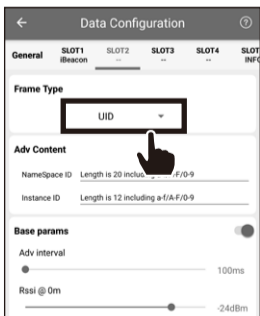 ← Data Configuration ?
General SLOT1 SLOT2 SLOT3 SLOT4 SLOT
iBeacon -- -- -- INFO
Frame Type
UID
Adv Content
NameSpace ID Length is 20 including a-f/A-F/0-9
Instance ID Length is 12 including a-f/A-F/0-9
Base params
Adv interval
100ms
Rssi @ 0m
-24dBm